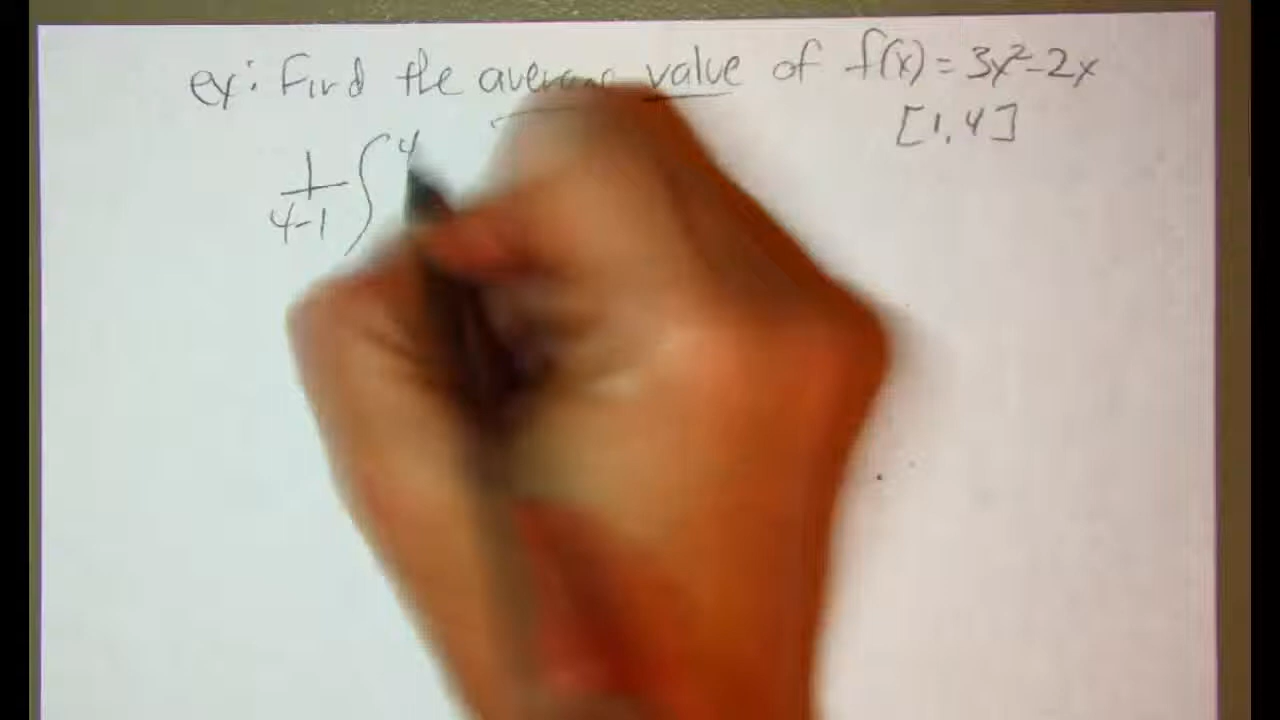 ex: Find the average value of f(x) = 3x²-2x
[1,4]
1/(4-1) ∫ 4